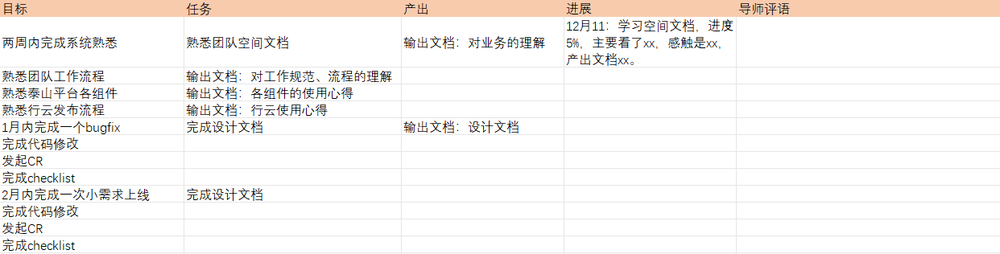 目标 任务 产出 进展 导师评语
两周内完成系统熟悉 熟悉团队空间文档 输出文档：对业务的理解 12月11：学习空间文档，进度
5%，主要看了xx，感触是xx，
产出文档xx。
熟悉团队工作流程 输出文档：对工作规范、流程的理解
熟悉泰山平台各组件 输出文档：各组件的使用心得
熟悉行云发布流程 输出文档：行云使用心得
1月内完成一个bugfix 完成设计文档 输出文档：设计文档
完成代码修改
发起CR
完成checklist
2月内完成一次小需求上线 完成设计文档
完成代码修改
发起CR
完成checklist